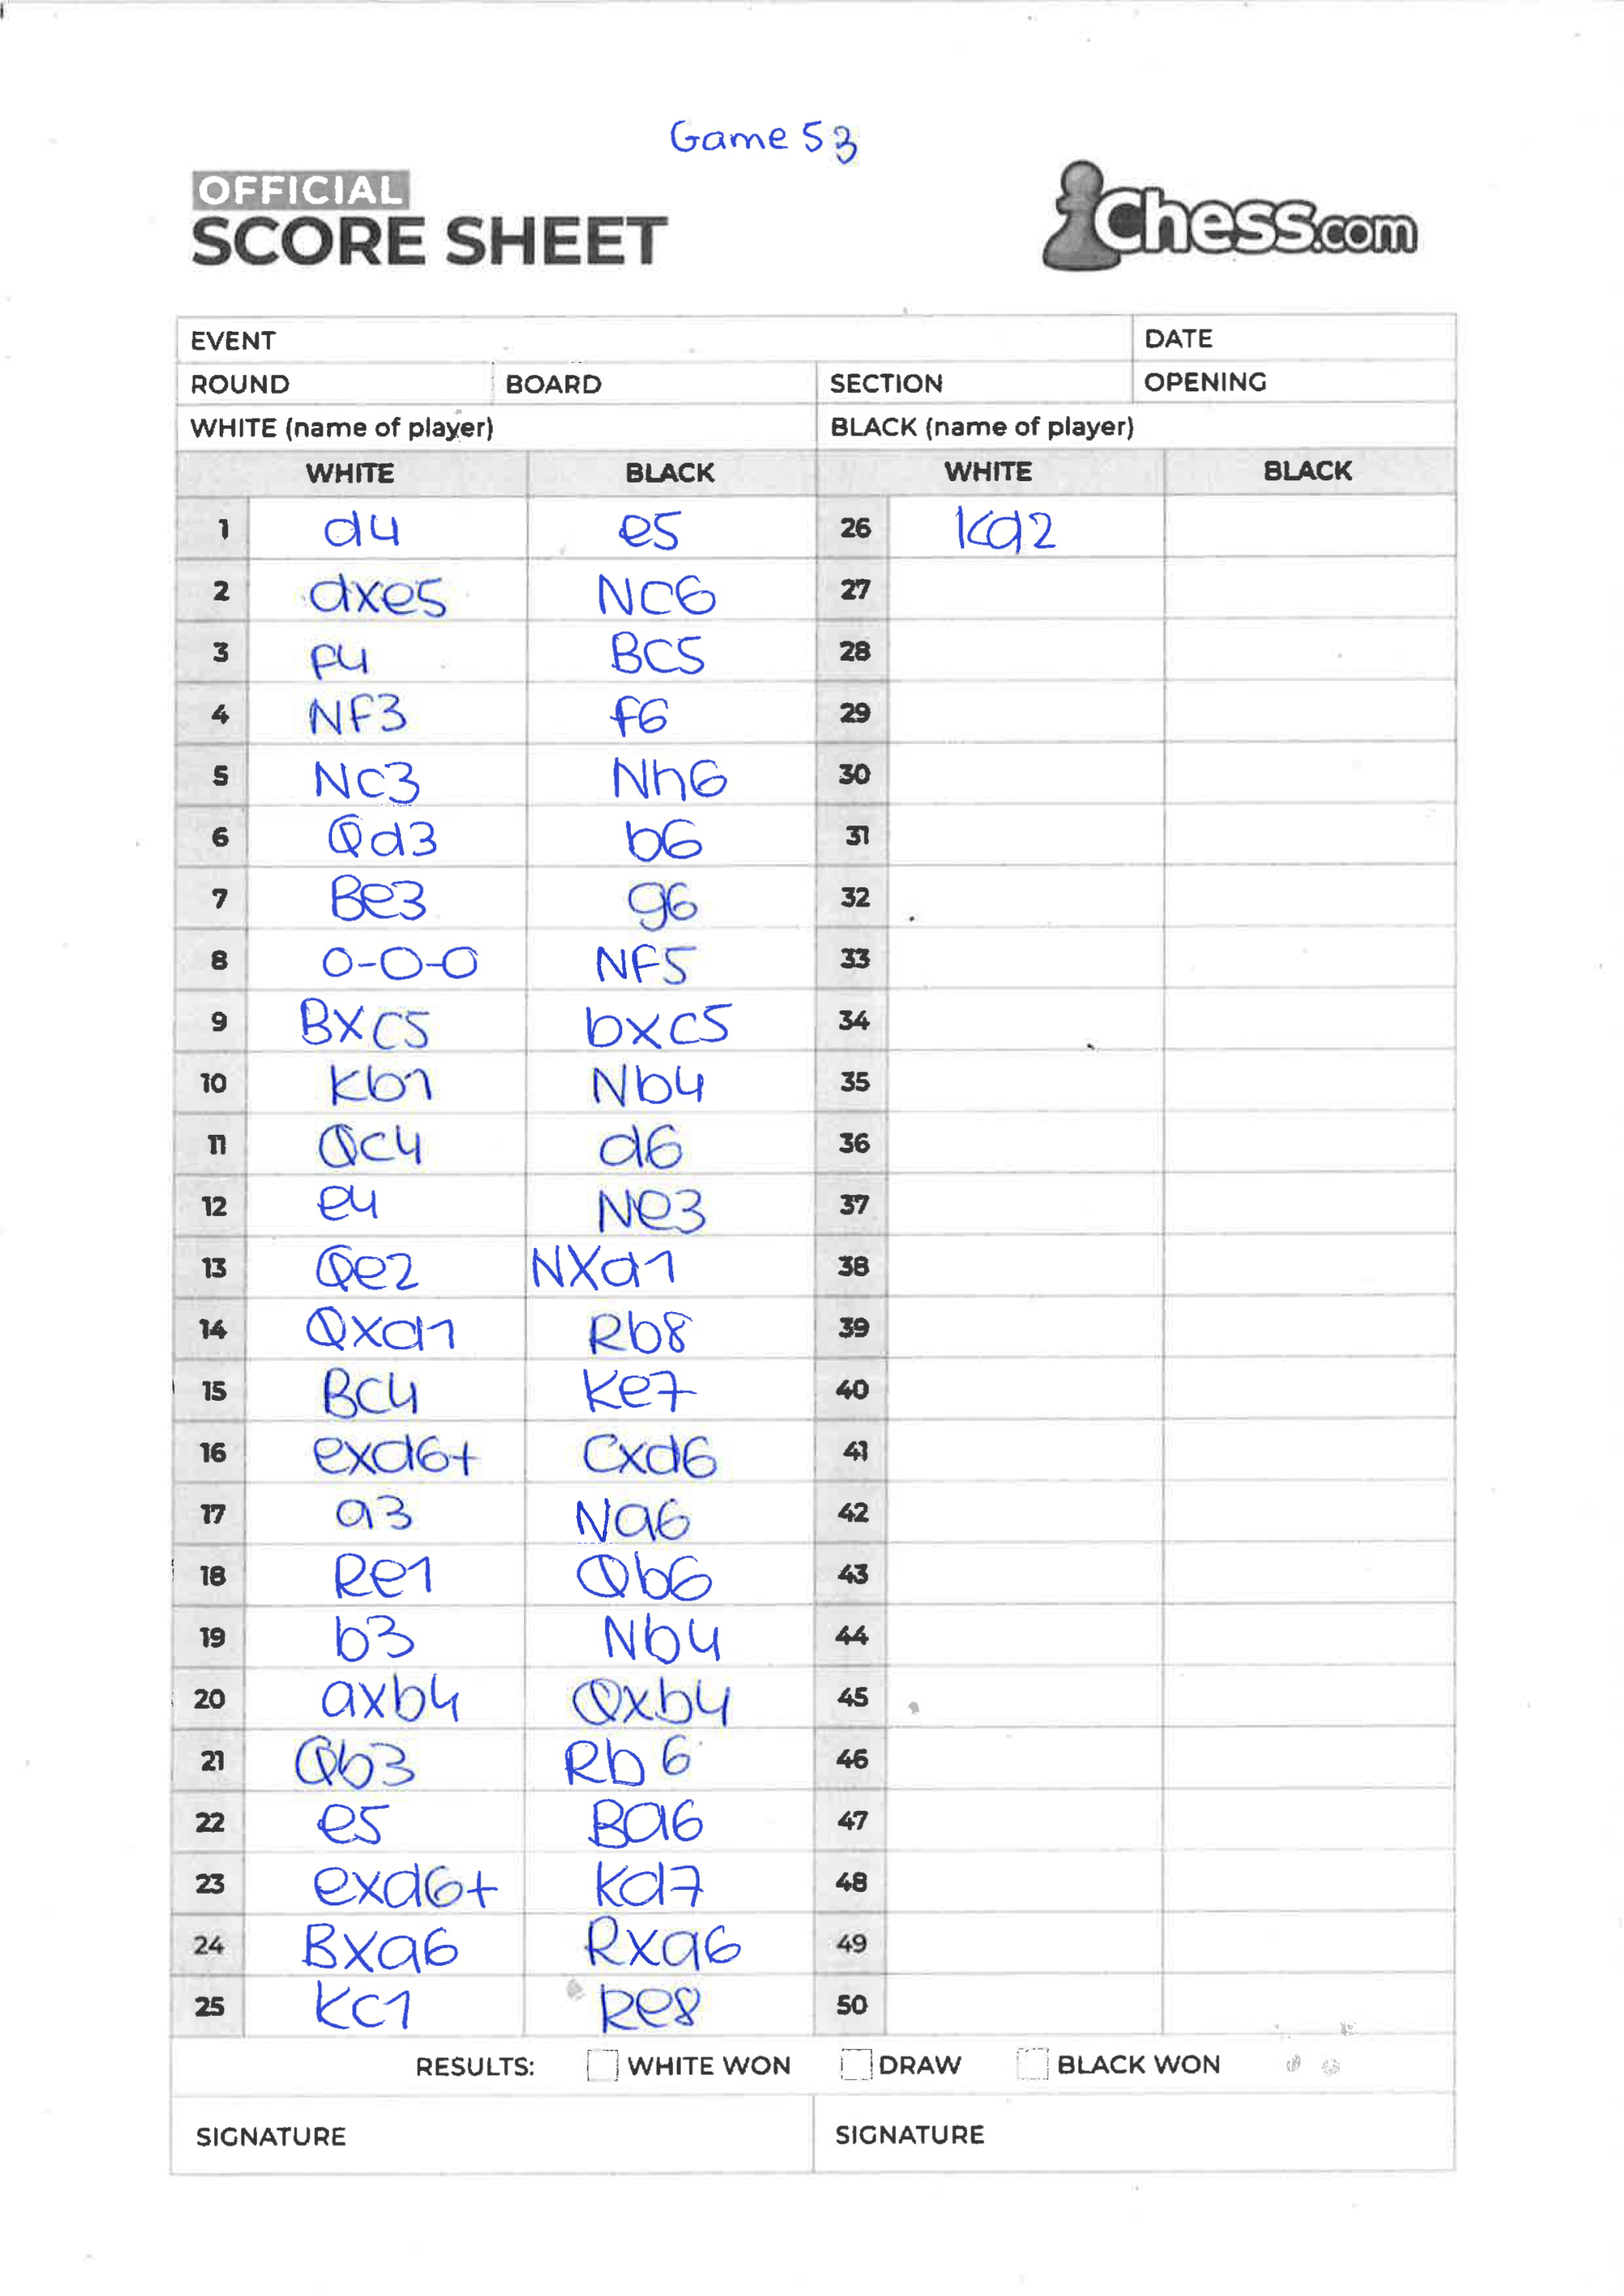 Game 53
OFFICIAL
SCORE SHEET
Chess.com
EVENT DATE
ROUND BOARD SECTION OPENING
WHITE (name of player) BLACK (name of player)
WHITE BLACK WHITE BLACK
1 d4 e5 26 Kd2
2 dxe5 NC6 27
3 F4 BC5 28
4 NF3 f6 29
5 Nc3 Nh6 30
6 Qd3 b6 31
7 Be3 g6 32
8 0-0-0 NF5 33
9 BXC5 bxc5 34
10 Kb1 Nb4 35
11 QC4 d6 36
12 e4 Ne3 37
13 Qe2 NXd1 38
14 Qxd1 Rb8 39
15 BC4 Ke7 40
16 exd6+ Cxd6 41
17 a3 Na6 42
18 Re1 Qb6 43
19 b3 Nb4 44
20 axb4 Qxb4 45
21 Qb3 Rb6 46
22 e5 Ba6 47
23 exd6+ Kd7 48
24 BXa6 RXa6 49
25 KC1 Re8 50
RESULTS: WHITE WON DRAW BLACK WON
SIGNATURE SIGNATURE